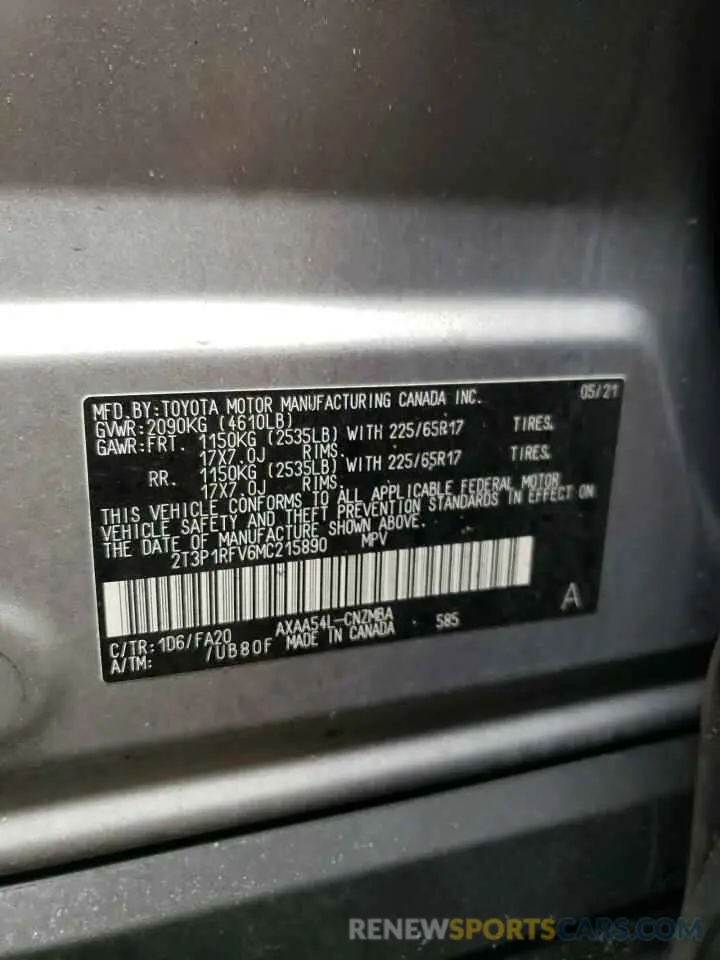 MFD. BY: TOYOTA MOTOR MANUFACTURING CANADA INC. 05/21
GVWR: 2090KG (4610LB)
GAWR: FRT. 1150KG (2535LB) WITH 225/65R17 TIRES,
17X7.0J RIMS,
RR. 1150KG (2535LB) WITH 225/65R17 TIRES,
17X7.0J RIMS,
THIS VEHICLE CONFORMS TO ALL APPLICABLE FEDERAL MOTOR
VEHICLE SAFETY AND THEFT PREVENTION STANDARDS IN EFFECT ON
THE DATE OF MANUFACTURE SHOWN ABOVE.
2T3P1RFV6MC215890 MPV
A
C/TR: 1D6/FA20 AXAA54L-CNZMBA 585
A/TM: /UB80F MADE IN CANADA
RENEWSPORTSCARS.COM